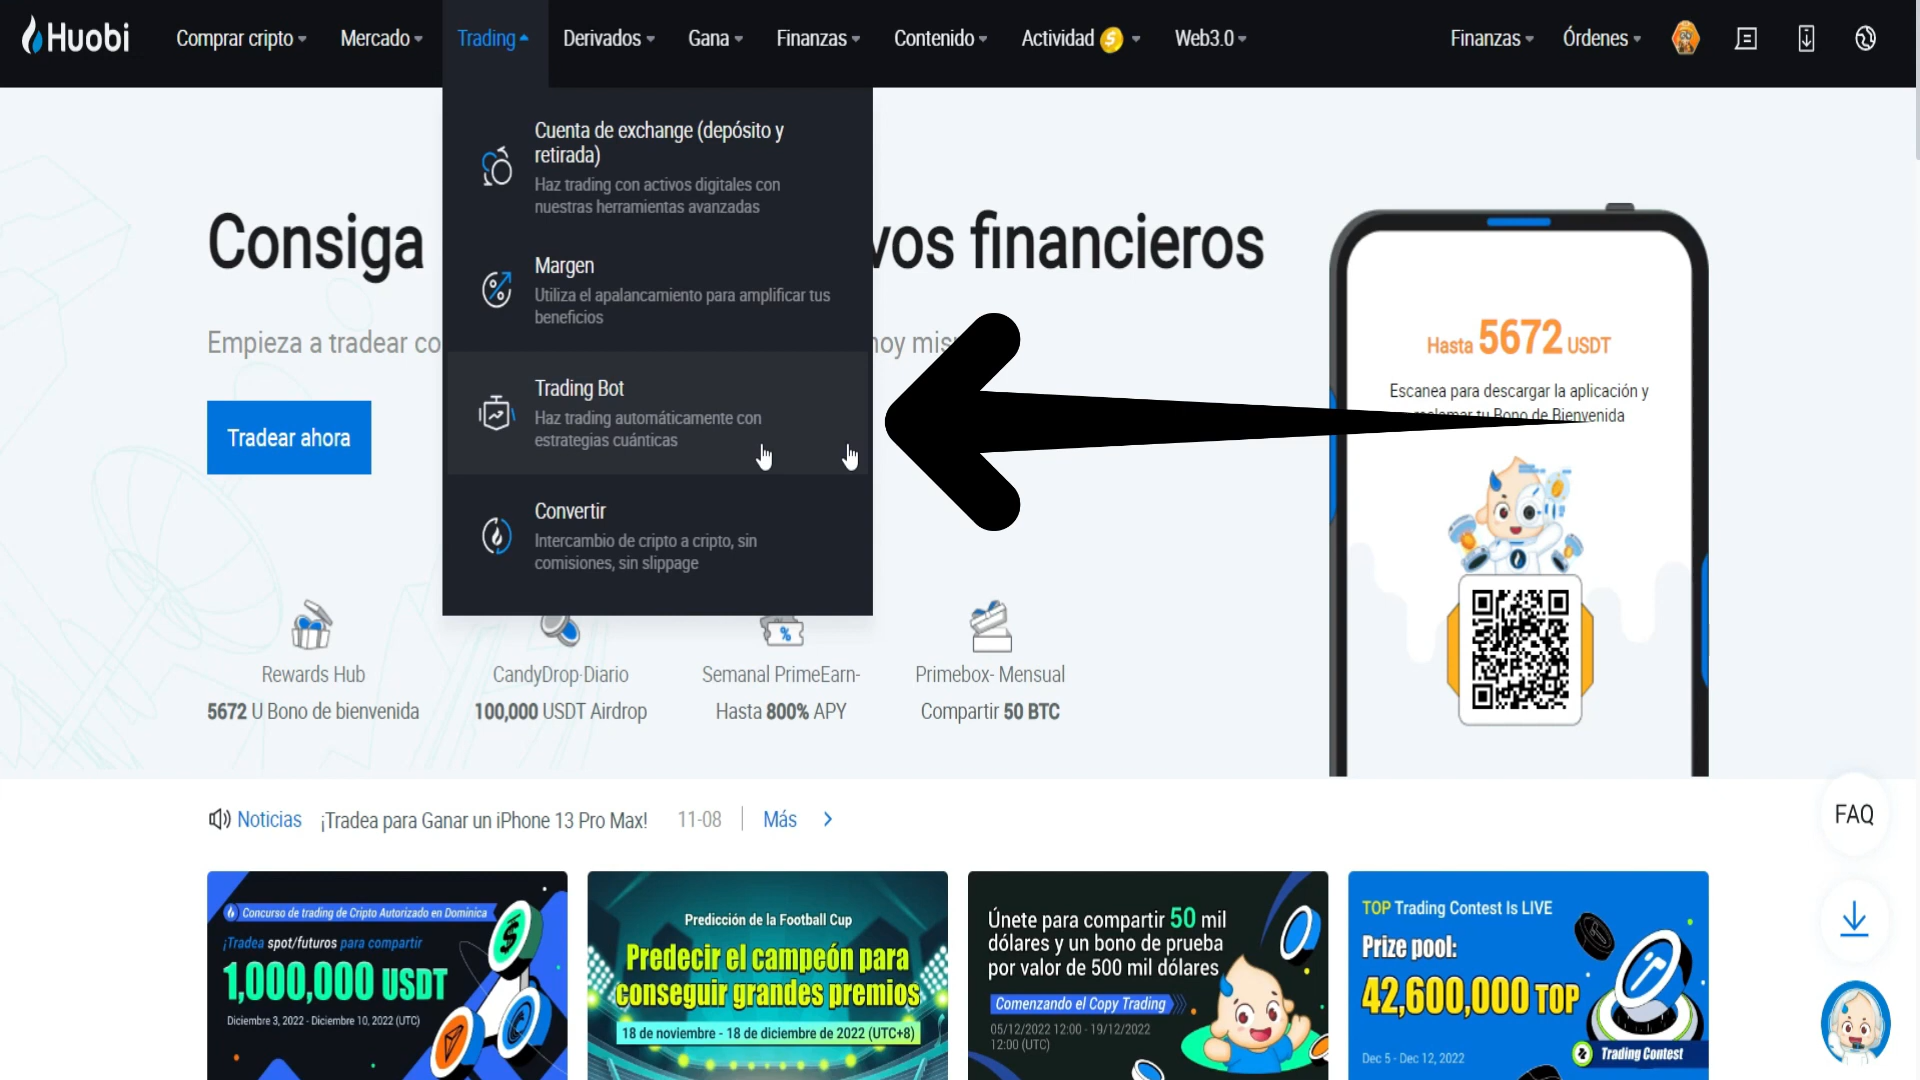 Huobi
Comprar cripto
Mercado
Trading
Derivados
Gana
Finanzas
Contenido
Actividad
Web3.0
Finanzas
Órdenes
Cuenta de exchange (depósito y
retirada)
Haz trading con activos digitales con
nuestras herramientas avanzadas
Margen
Utiliza el apalancamiento para amplificar tus
beneficios
Trading Bot
Haz trading automáticamente con
estrategias cuánticas
Convertir
Intercambio de cripto a cripto, sin
comisiones, sin slippage
Consiga vos financieros
Empieza a tradear co hoy mis
Tradear ahora
Hasta 5672 USDT
Escanea para descargar la aplicación y
reclamar tu Bono de Bienvenida
Rewards Hub
5672 U Bono de bienvenida
CandyDrop-Diario
100,000 USDT Airdrop
Semanal PrimeEarn-
Hasta 800% APY
Primebox- Mensual
Compartir 50 BTC
Noticias ¡Tradea para Ganar un iPhone 13 Pro Max! 11-08 Más
FAQ
Concurso de trading de Cripto Autorizado en Dominica
¡Tradea spot/futuros para compartir
1,000,000 USDT
Diciembre 3, 2022 - Diciembre 10, 2022 (UTC)
Predicción de la Football Cup
Predecir el campeón para
conseguir grandes premios
18 de noviembre - 18 de diciembre de 2022 (UTC+8)
Únete para compartir 50 mil
dólares y un bono de prueba
por valor de 500 mil dólares
Comenzando el Copy Trading
05/12/2022 12:00 - 19/12/2022
12:00 (UTC)
TOP Trading Contest Is LIVE
Prize pool:
42,600,000 TOP
Dec 5 - Dec 12, 2022
Trading Contest